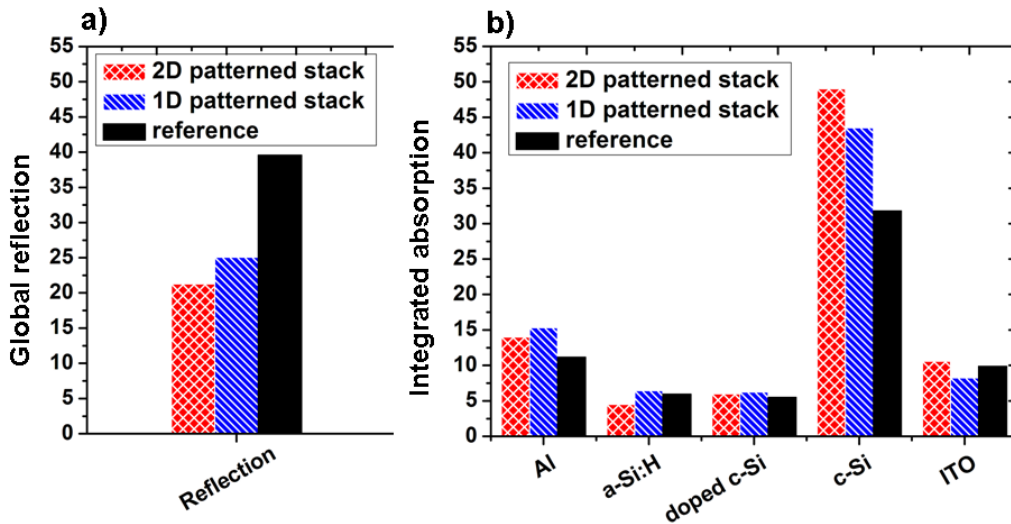 a)
Global reflection
55
50
45
40
35
30
25
20
15
10
5
0
2D patterned stack
1D patterned stack
reference
Reflection
b)
Integrated absorption
55
50
45
40
35
30
25
20
15
10
5
0
2D patterned stack
1D patterned stack
reference
Al
a-Si:H
doped c-Si
c-Si
ITO